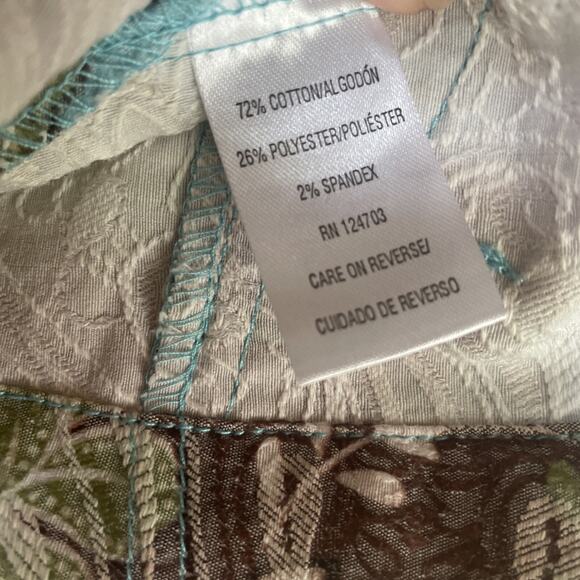 72% COTTON/ALGODÓN
26% POLYESTER/POLIÉSTER
2% SPANDEX
RN 124703
CARE ON REVERSE/
CUIDADO DE REVERSO